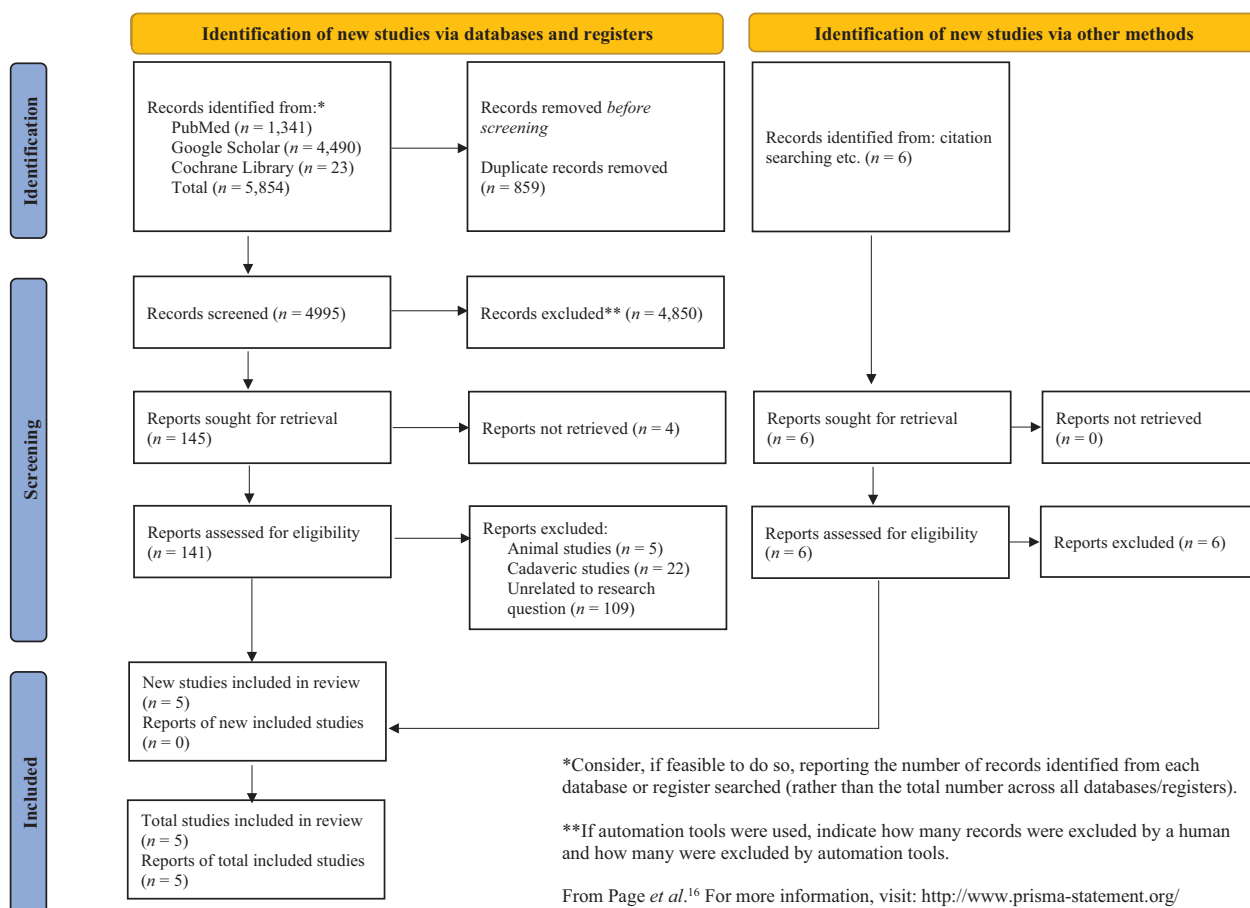 Identification of new studies via databases and registers
Identification of new studies via other methods
Identification
Records identified from:*
PubMed (n = 1,341)
Google Scholar (n = 4,490)
Cochrane Library (n = 23)
Total (n = 5,854)
Records removed before
screening
Duplicate records removed
(n = 859)
Records identified from: citation
searching etc. (n = 6)
Screening
Records screened (n = 4995)
Records excluded** (n = 4,850)
Reports sought for retrieval
(n = 145)
Reports not retrieved (n = 4)
Reports sought for retrieval
(n = 6)
Reports not retrieved
(n = 0)
Reports assessed for eligibility
(n = 141)
Reports excluded:
Animal studies (n = 5)
Cadaveric studies (n = 22)
Unrelated to research
question (n = 109)
Reports assessed for eligibility
(n = 6)
Reports excluded (n = 6)
Included
New studies included in review
(n = 5)
Reports of new included studies
(n = 0)
Total studies included in review
(n = 5)
Reports of total included studies
(n = 5)
*Consider, if feasible to do so, reporting the number of records identified from each
database or register searched (rather than the total number across all databases/registers).
**If automation tools were used, indicate how many records were excluded by a human
and how many were excluded by automation tools.
From Page et al.16 For more information, visit: http://www.prisma-statement.org/